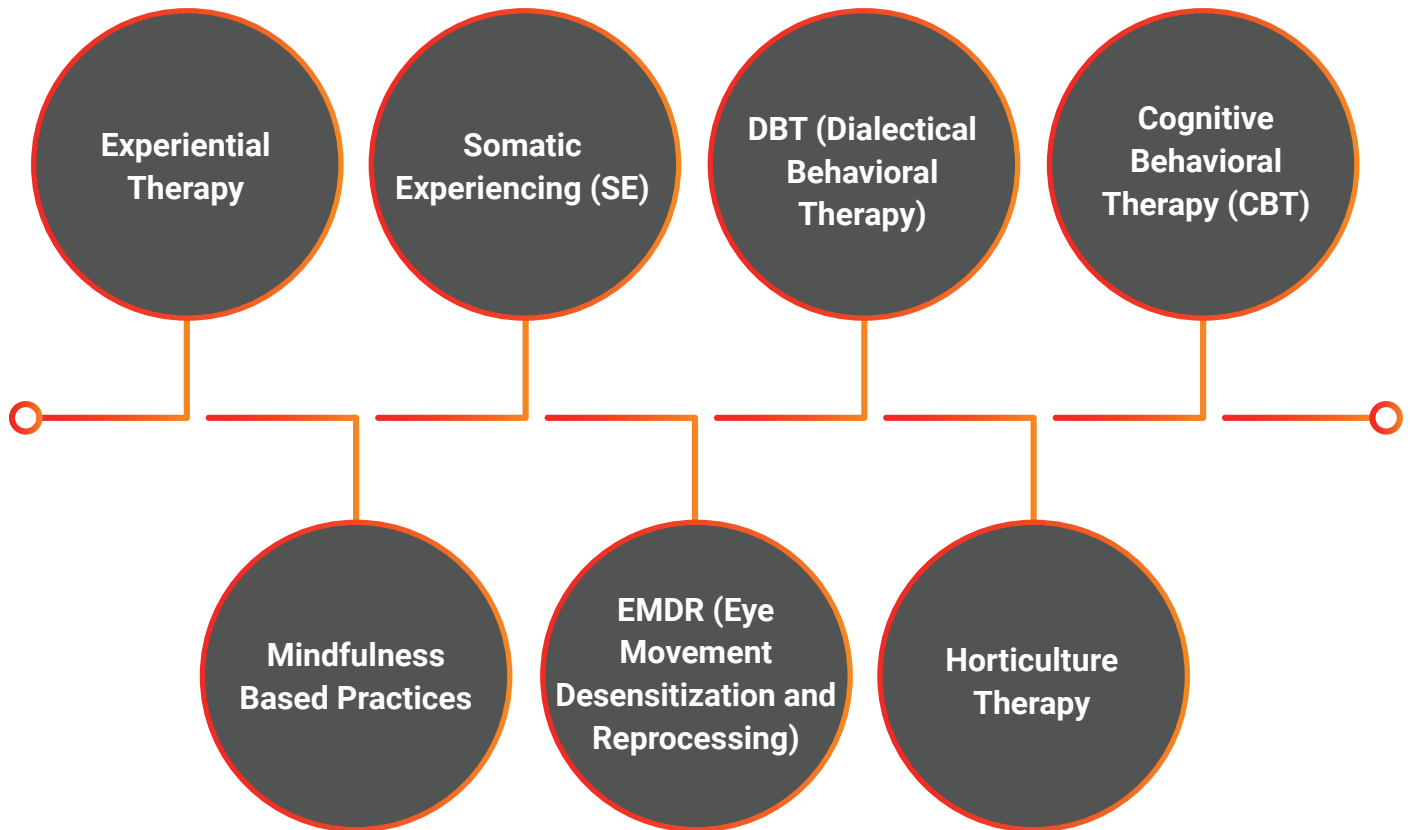 Experiential
Therapy
Somatic
Experiencing (SE)
DBT (Dialectical
Behavioral
Therapy)
Cognitive
Behavioral
Therapy (CBT)
Mindfulness
Based Practices
EMDR (Eye
Movement
Desensitization and
Reprocessing)
Horticulture
Therapy